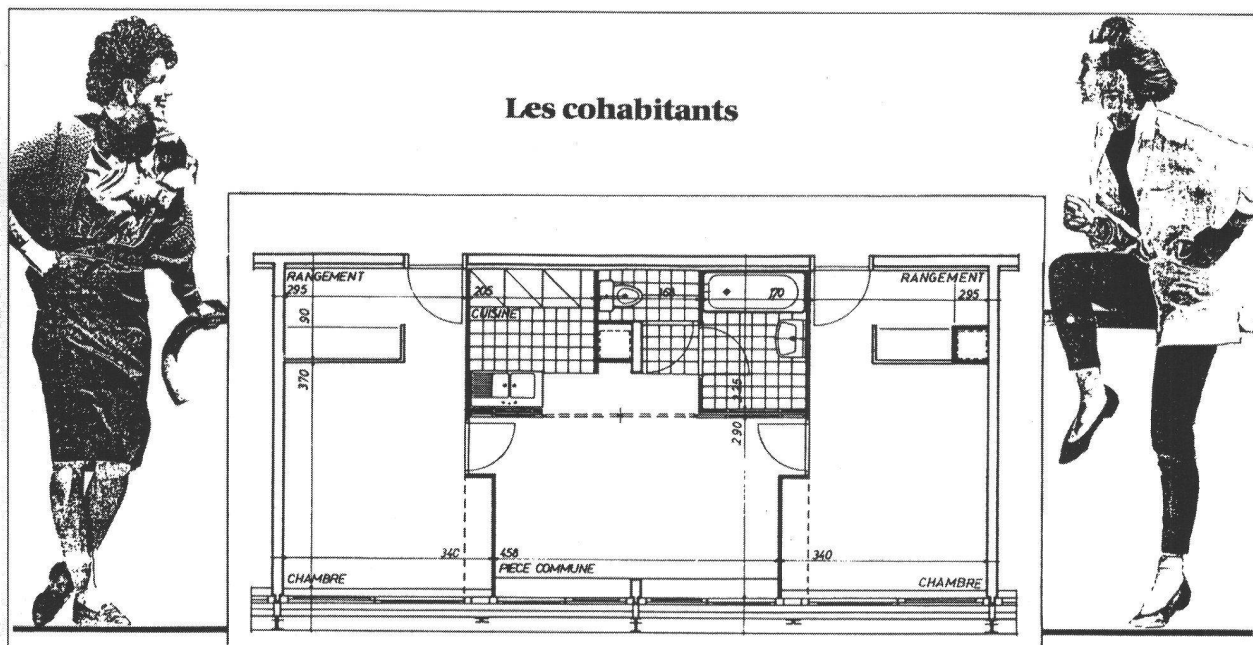 Les cohabitants
RANGEMENT
295
90
370
205
CUISINE
170
RANGEMENT
295
290
340
458
340
CHAMBRE
PIECE COMMUNE
CHAMBRE